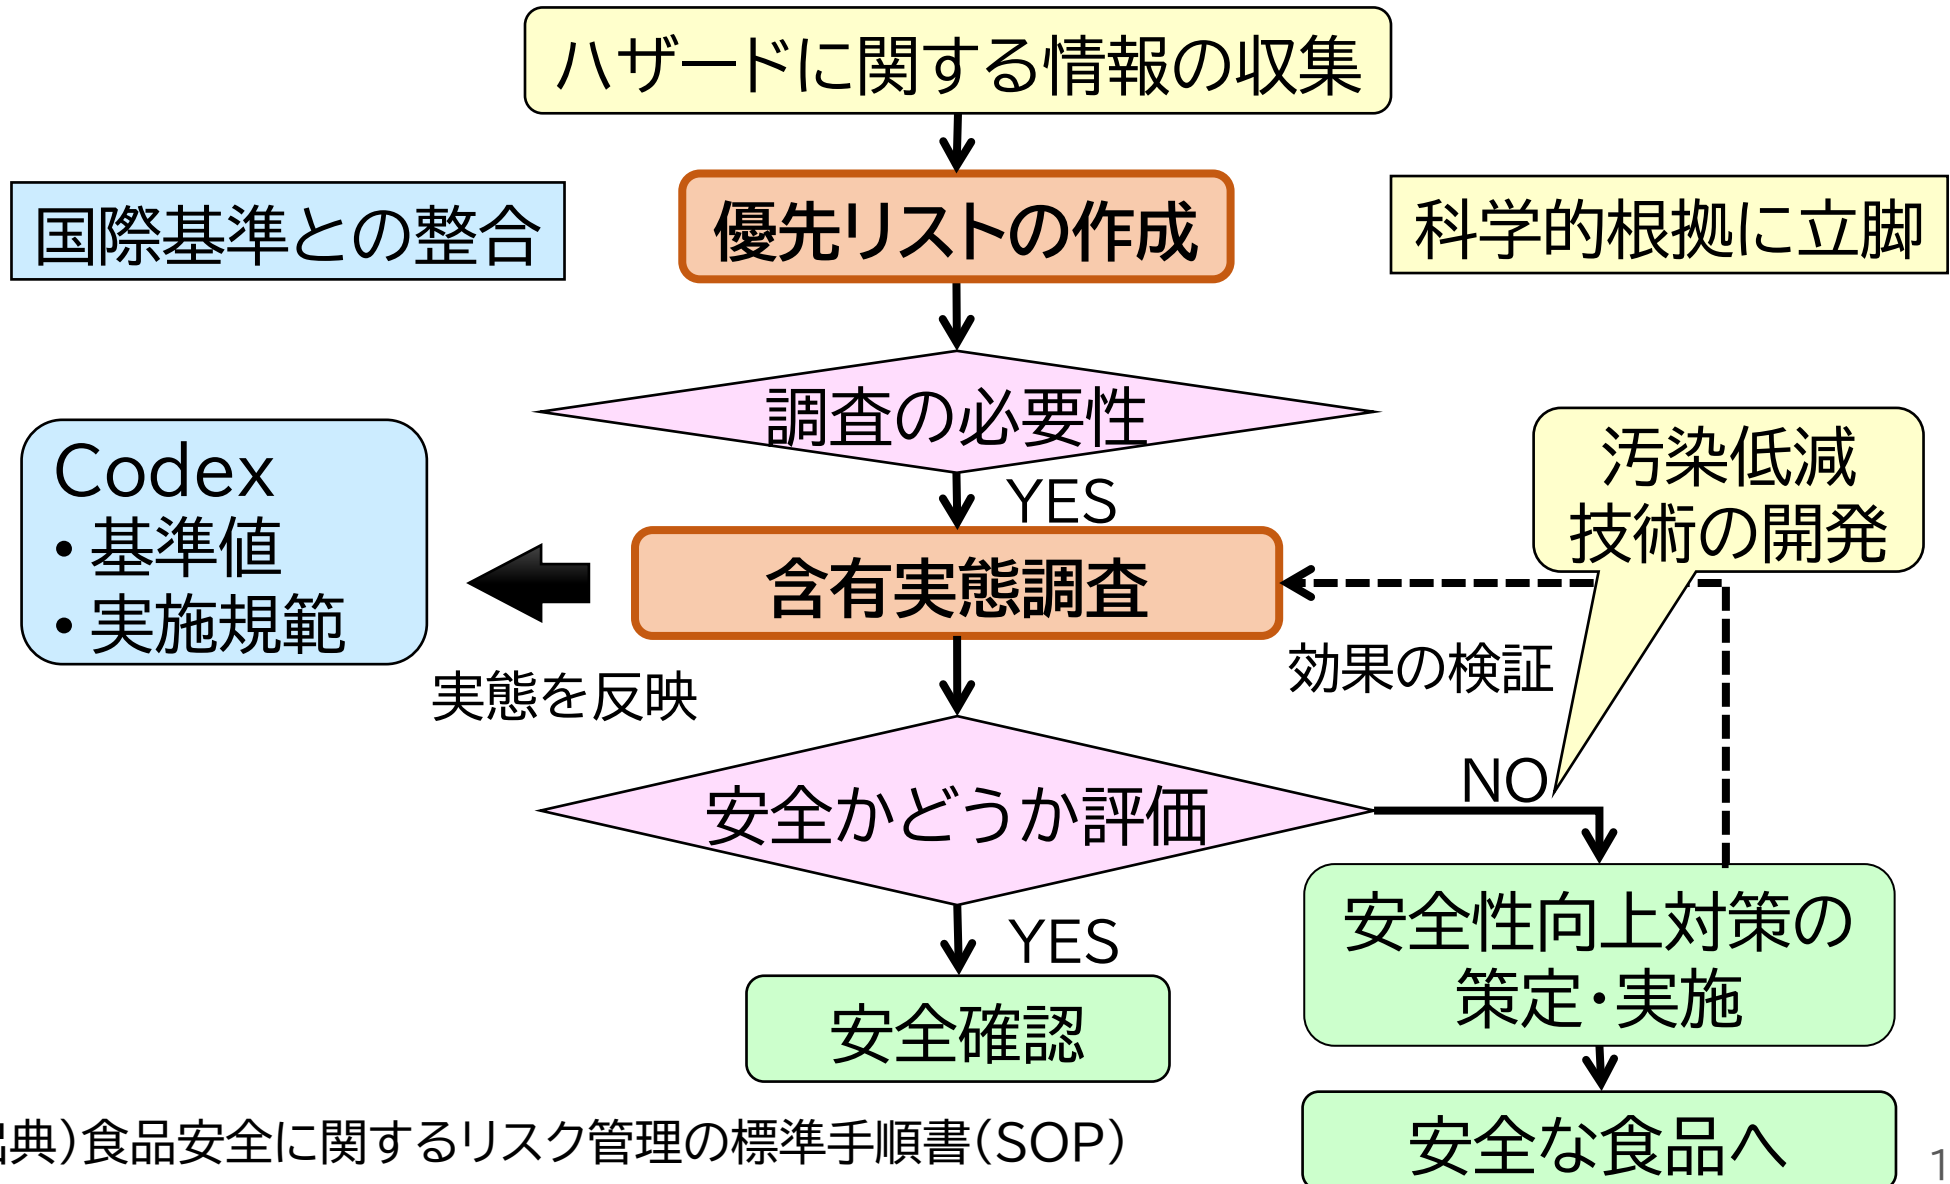 ハザードに関する情報の収集
国際基準との整合
優先リストの作成
科学的根拠に立脚
調査の必要性
YES
Codex
• 基準値
• 実施規範
汚染低減
技術の開発
含有実態調査
実態を反映
効果の検証
安全かどうか評価
NO
YES
安全確認
安全性向上対策の
策定・実施
安全な食品へ
典)食品安全に関するリスク管理の標準手順書(SOP)
1